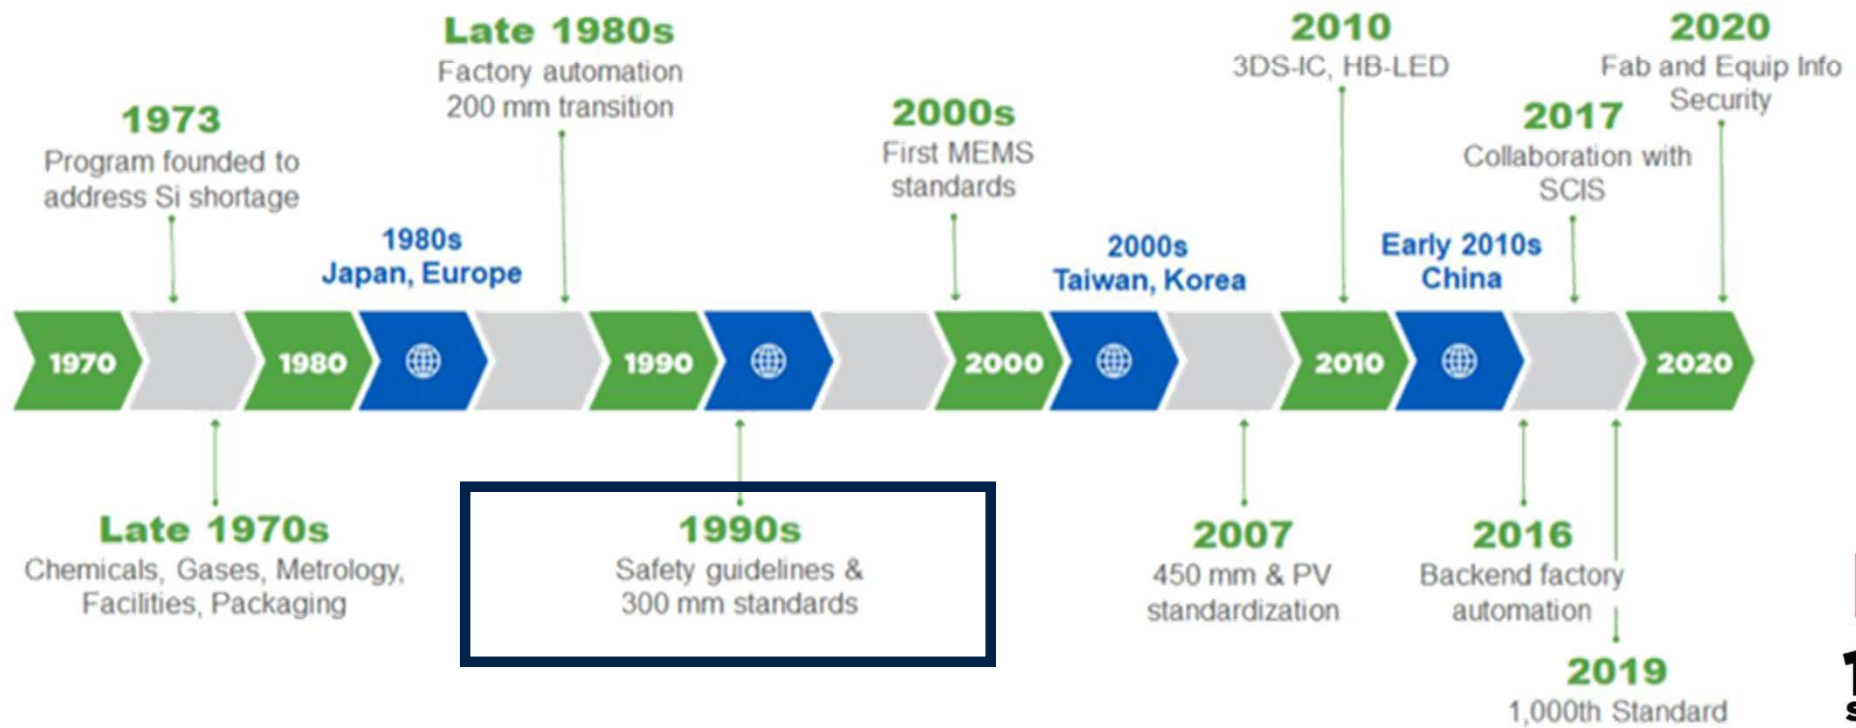 Late 1980s
Factory automation
200 mm transition
2010
3DS-IC, HB-LED
2020
Fab and Equip Info
Security
1973
Program founded to
address Si shortage
2000s
First MEMS
standards
2017
Collaboration with
SCIS
1980s
Japan, Europe
2000s
Taiwan, Korea
Early 2010s
China
1970
1980
1990
2000
2010
2020
Late 1970s
Chemicals, Gases, Metrology,
Facilities, Packaging
1990s
Safety guidelines &
300 mm standards
2007
450 mm & PV
standardization
2016
Backend factory
automation
2019
1,000th Standard